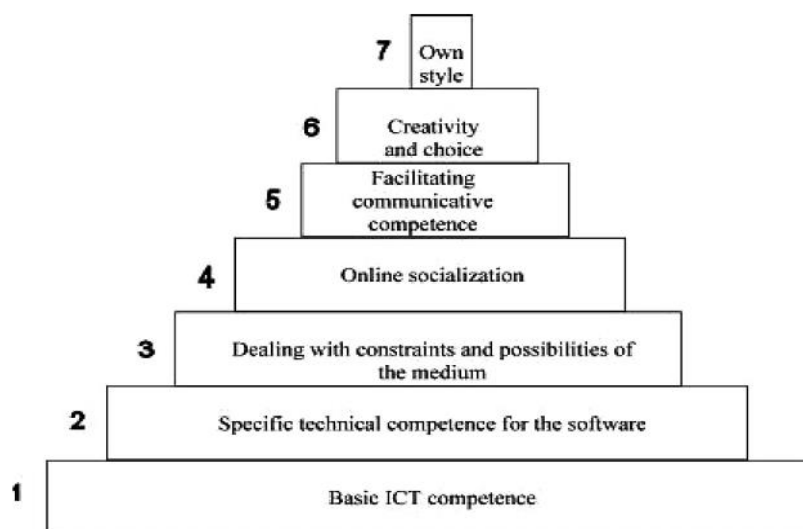 7
Own
style
6
Creativity
and choice
5
Facilitating
communicative
competence
4
Online socialization
3
Dealing with constraints and possibilities of
the medium
2
Specific technical competence for the software
1
Basic ICT competence